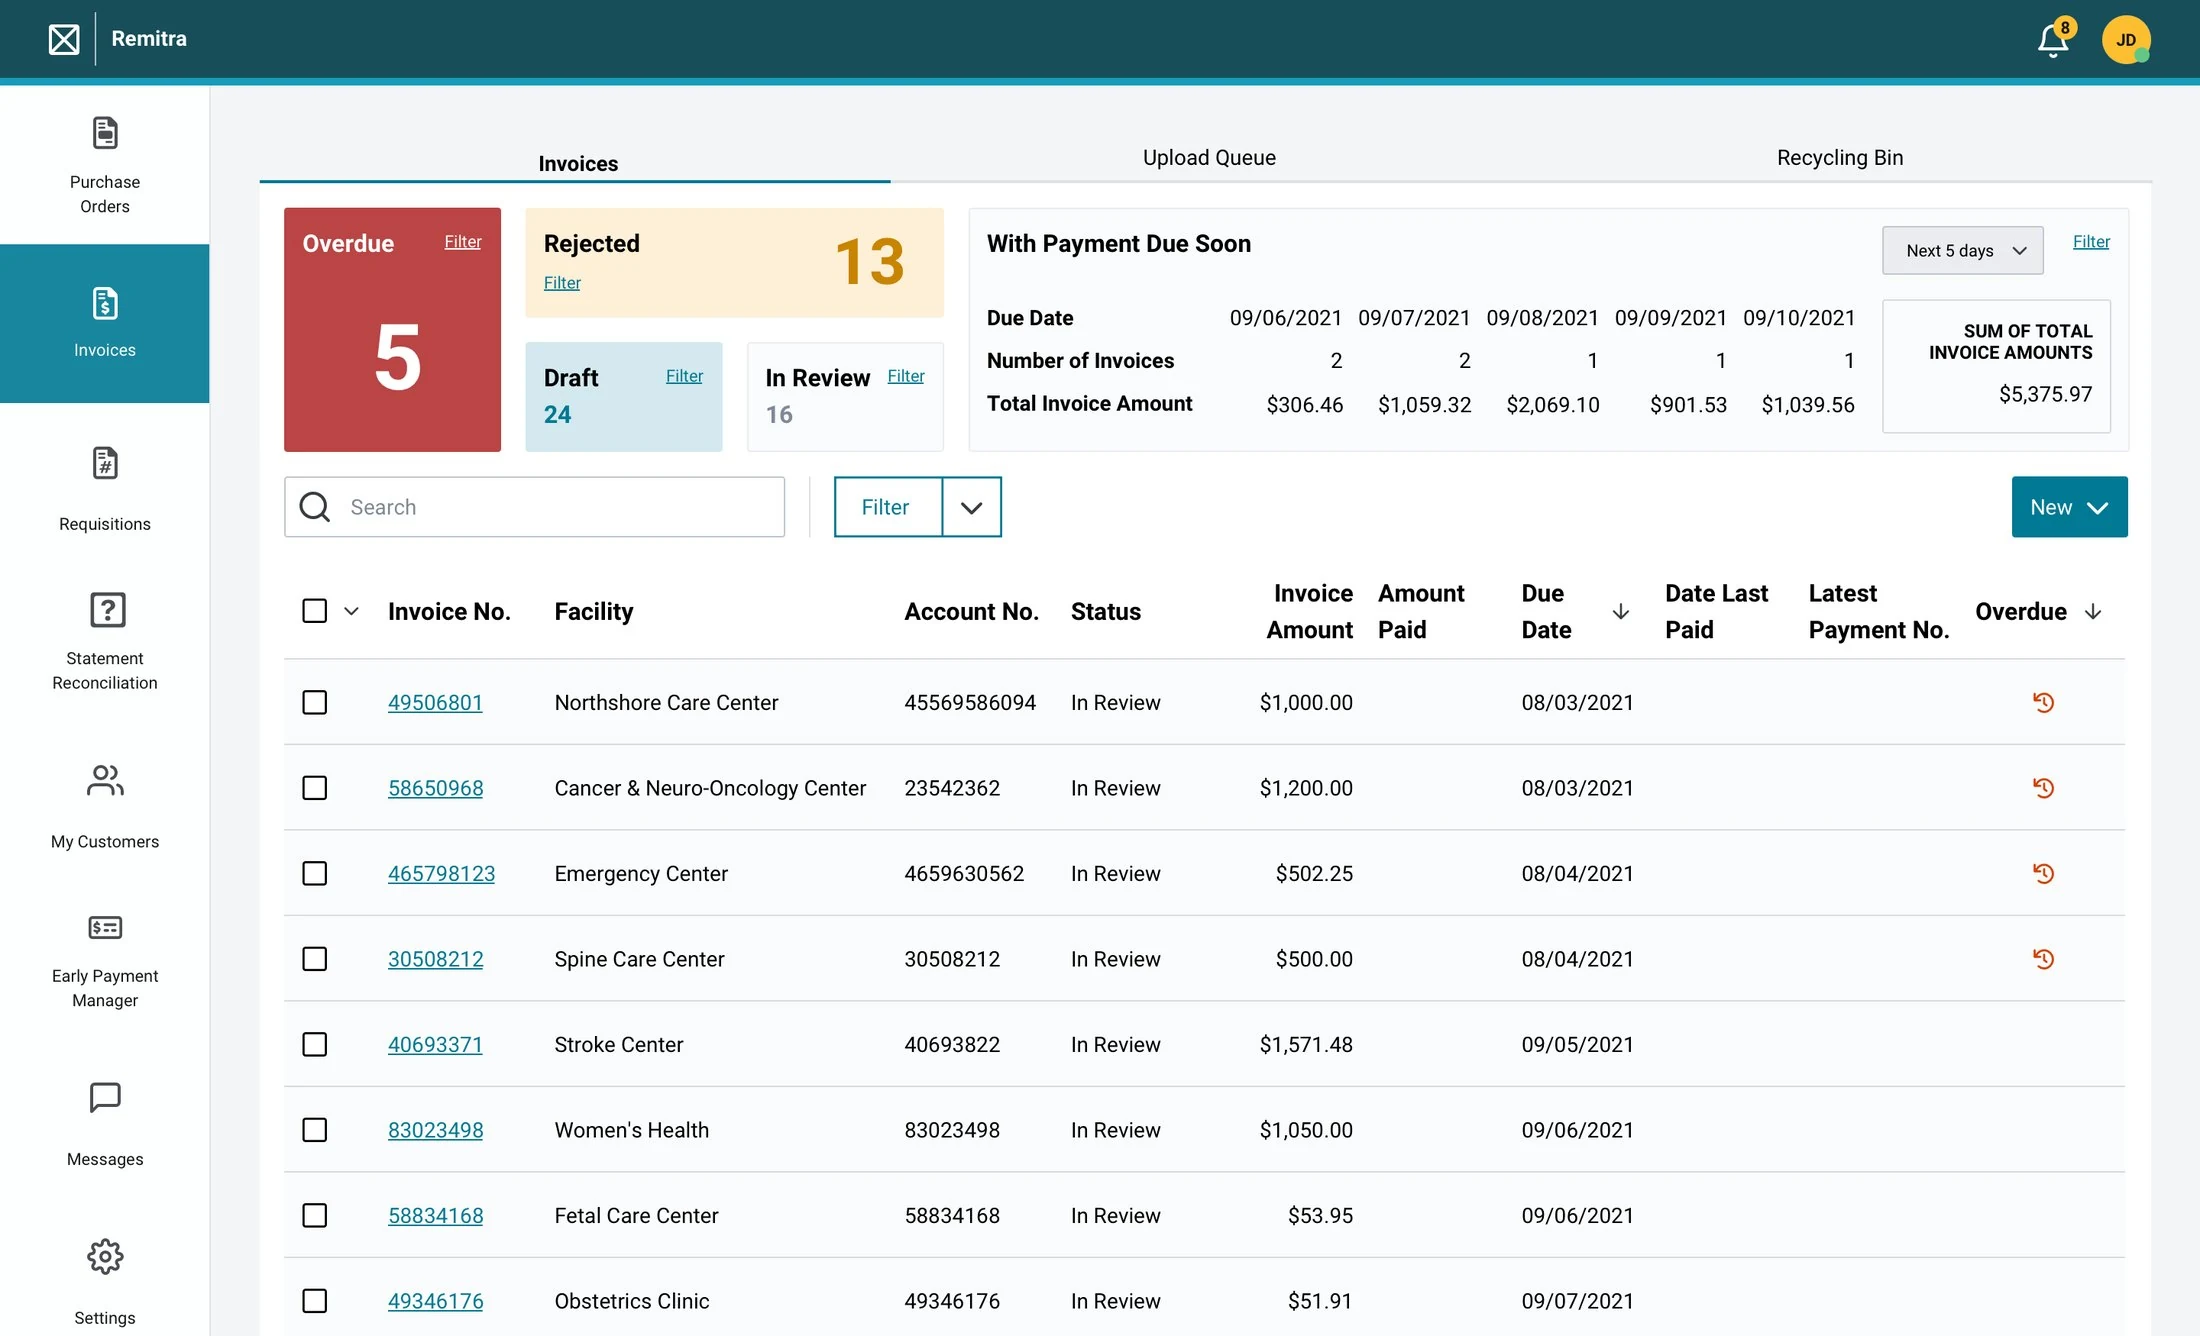 Remitra
8
JD
Purchase
Orders
Invoices
Requisitions
Statement
Reconciliation
My Customers
Early Payment
Manager
Messages
Settings
Invoices
Upload Queue
Recycling Bin
Overdue Filter
5
Rejected
Filter
13
Draft Filter
24
In Review Filter
16
With Payment Due Soon
Next 5 days
Filter
Due Date 09/06/2021 09/07/2021 09/08/2021 09/09/2021 09/10/2021
Number of Invoices 2 2 1 1 1
Total Invoice Amount $306.46 $1,059.32 $2,069.10 $901.53 $1,039.56
SUM OF TOTAL
INVOICE AMOUNTS
$5,375.97
Search
Filter
New
Invoice No. Facility Account No. Status Invoice Amount Amount Paid Due Date Date Last Paid Latest Payment No. Overdue
49506801 Northshore Care Center 45569586094 In Review $1,000.00 08/03/2021
58650968 Cancer & Neuro-Oncology Center 23542362 In Review $1,200.00 08/03/2021
465798123 Emergency Center 4659630562 In Review $502.25 08/04/2021
30508212 Spine Care Center 30508212 In Review $500.00 08/04/2021
40693371 Stroke Center 40693822 In Review $1,571.48 09/05/2021
83023498 Women's Health 83023498 In Review $1,050.00 09/06/2021
58834168 Fetal Care Center 58834168 In Review $53.95 09/06/2021
49346176 Obstetrics Clinic 49346176 In Review $51.91 09/07/2021